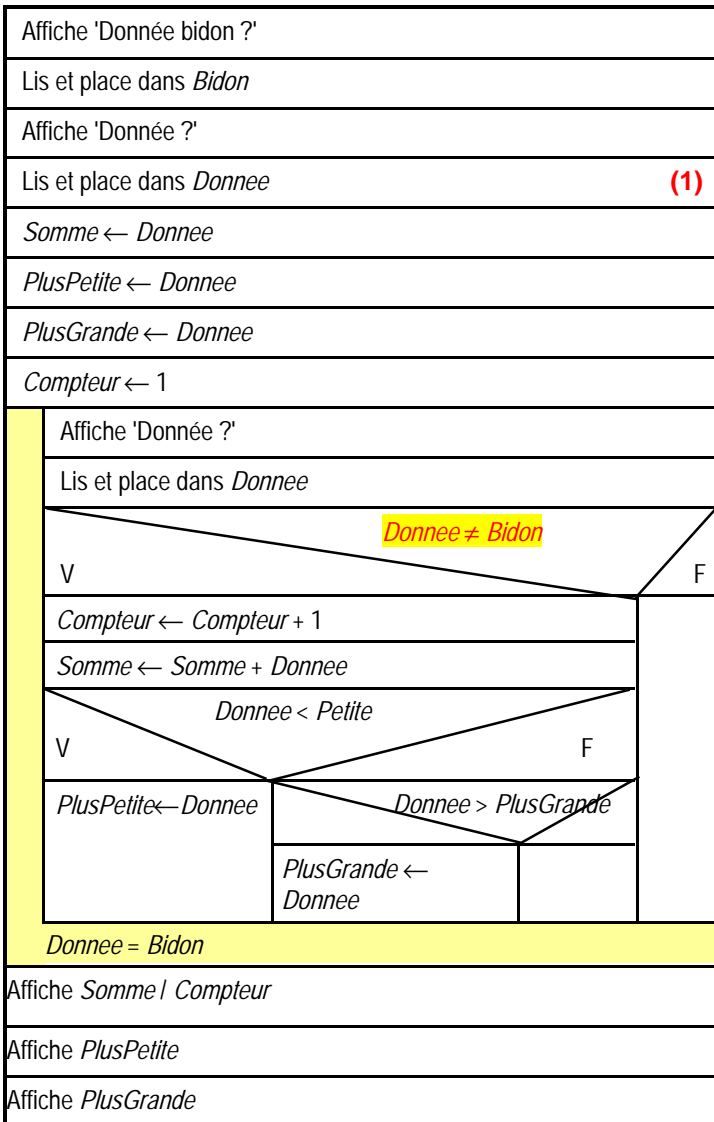 Affiche 'Donnée bidon ?'
Lis et place dans Bidon
Affiche 'Donnée ?'
Lis et place dans Donnee (1)
Somme ← Donnee
PlusPetite ← Donnee
PlusGrande ← Donnee
Compteur ← 1
Affiche 'Donnée ?'
Lis et place dans Donnee
Donnee ≠ Bidon
V F
Compteur ← Compteur + 1
Somme ← Somme + Donnee
Donnee < Petite
V F
PlusPetite ← Donnee Donnee > PlusGrande
PlusGrande ←
Donnee
Donnee = Bidon
Affiche Somme / Compteur
Affiche PlusPetite
Affiche PlusGrande